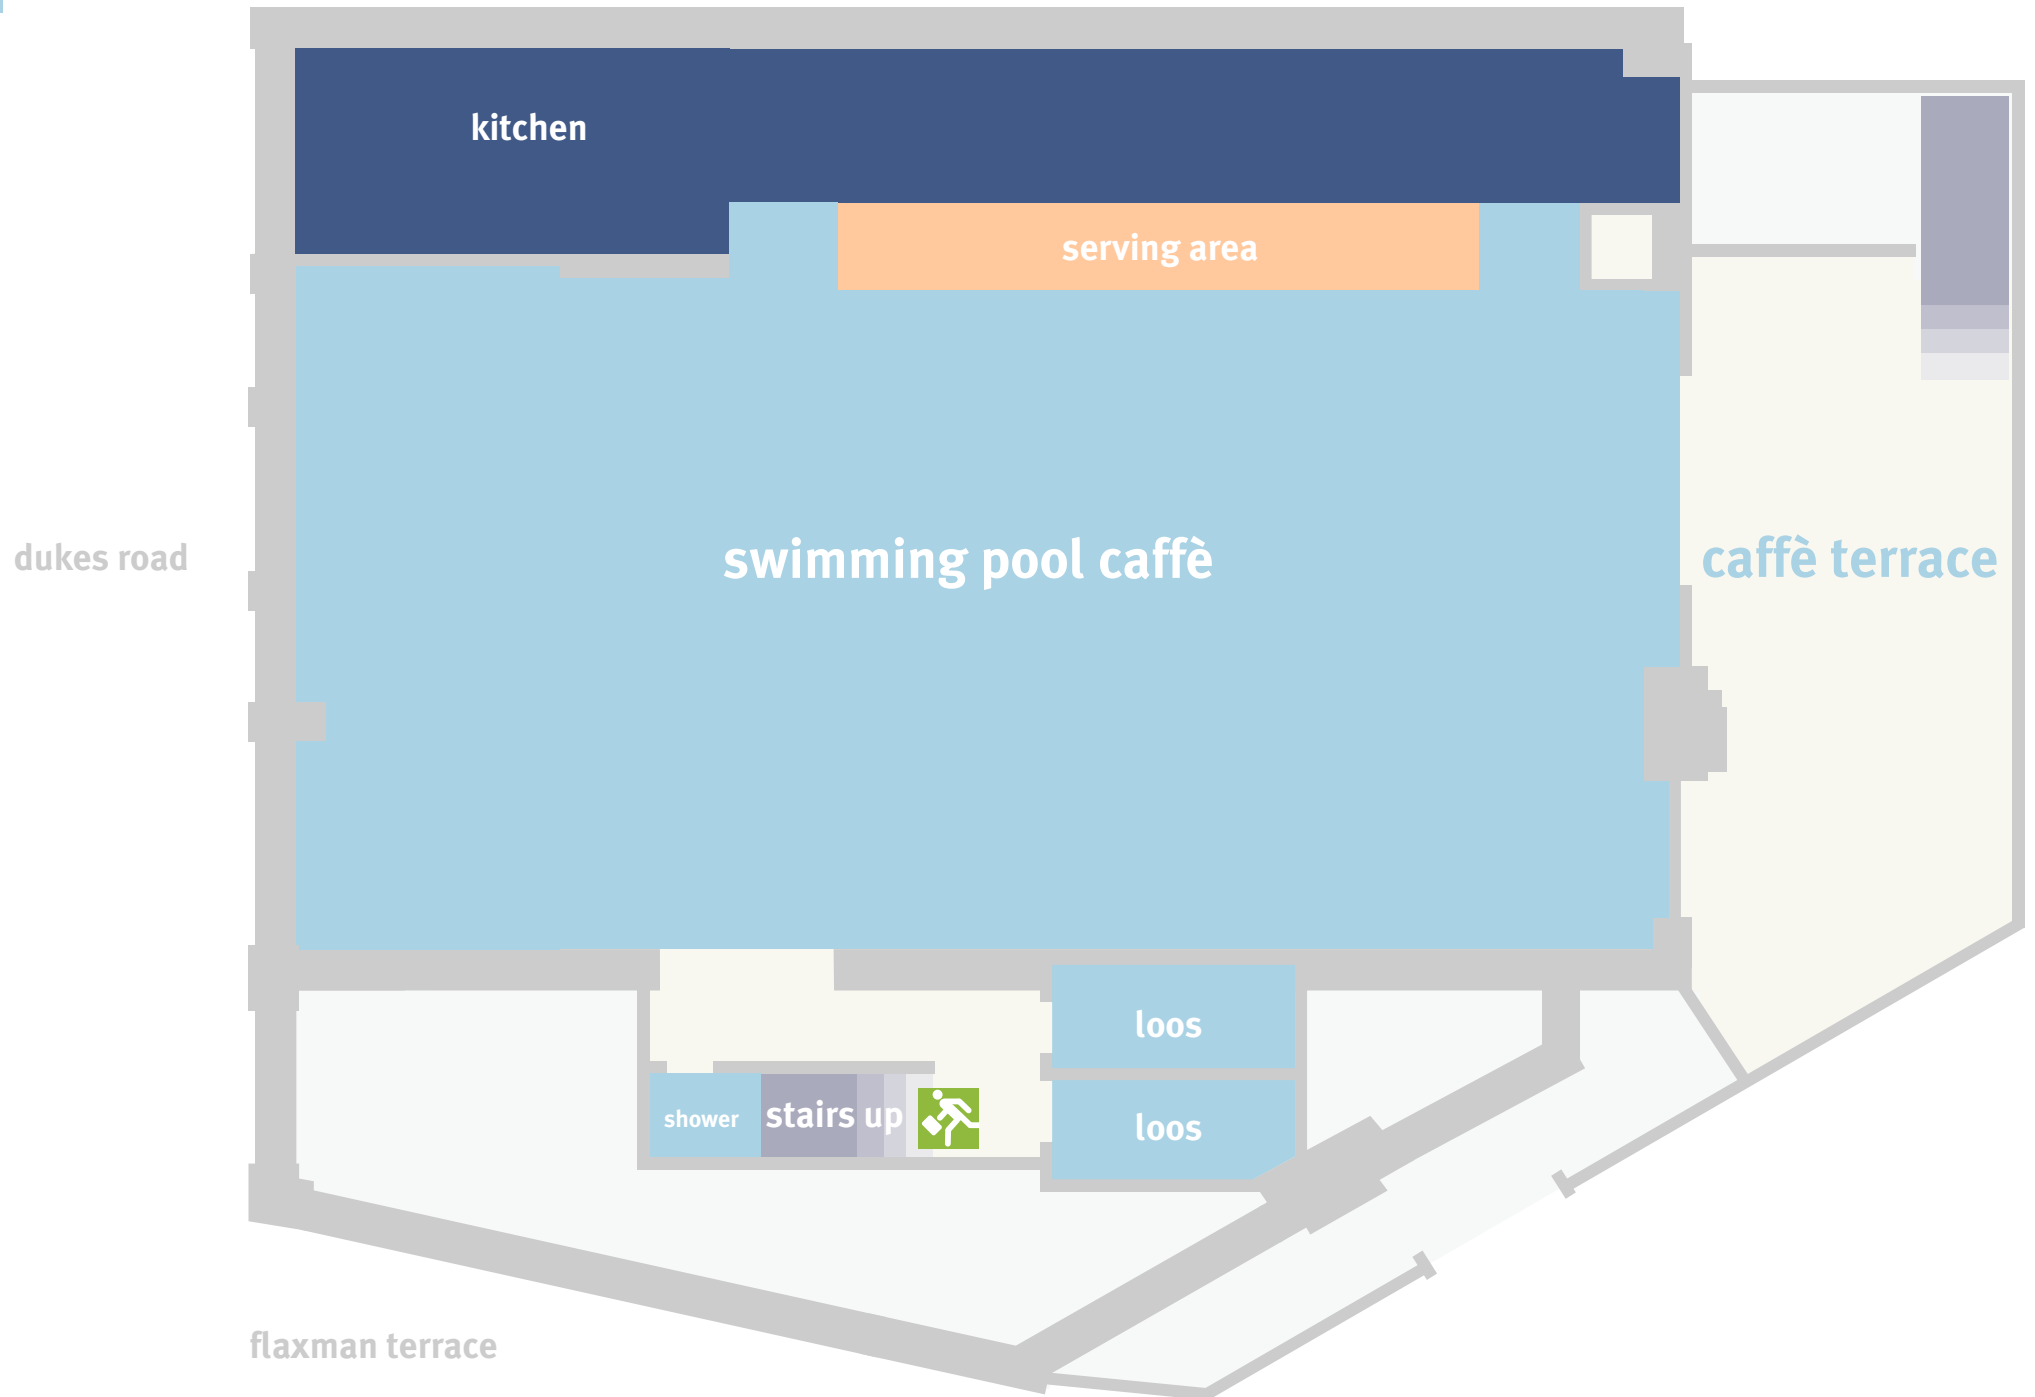 kitchen
serving area
dukes road
swimming pool caffè
caffè terrace
loos
shower
stairs up
loos
flaxman terrace